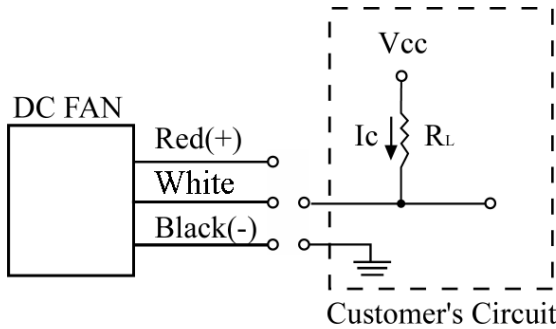 Vcc
DC FAN
Red(+)
Ic
RL
White
Black(-)
Customer's Circuit